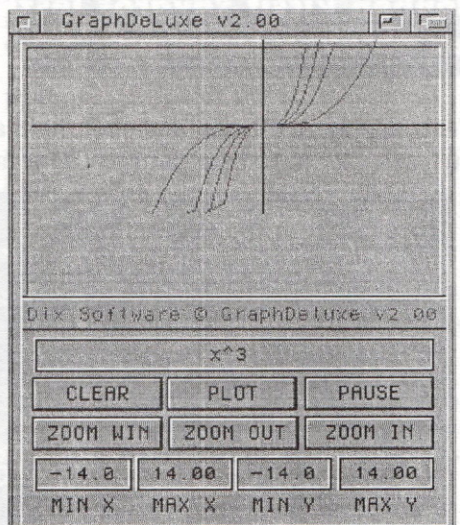 GraphDeLuxe v2.00
Dix Software © GraphDeluxe v2.00
x^3
CLEAR PLOT PAUSE
ZOOM WIN ZOOM OUT ZOOM IN
-14.0 14.00 -14.0 14.00
MIN X MAX X MIN Y MAX Y